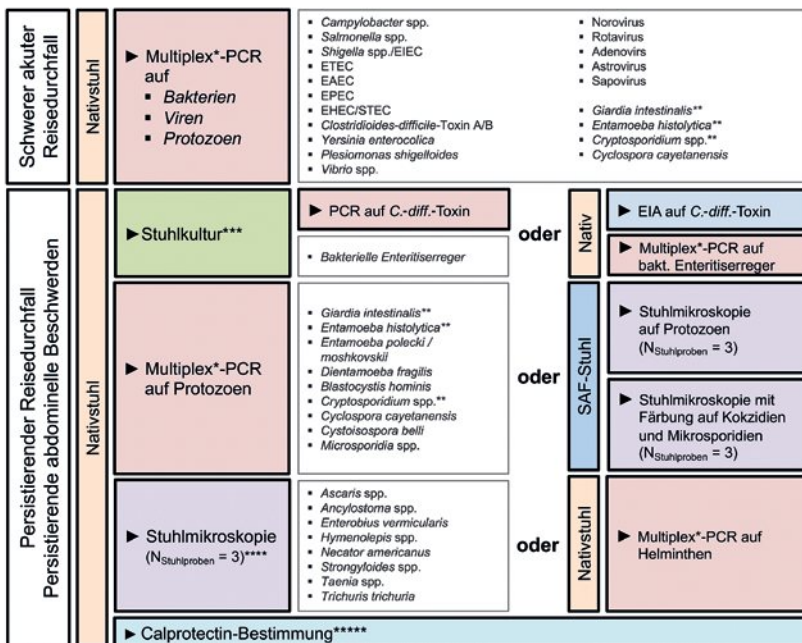 Schwerer akuter
Reisedurchfall
Nativstuhl
► Multiplex*-PCR
auf
▪ Bakterien
▪ Viren
▪ Protozoen
▪ Campylobacter spp.
▪ Salmonella spp.
▪ Shigella spp./EIEC
▪ ETEC
▪ EAEC
▪ EPEC
▪ EHEC/STEC
▪ Clostridioides-difficile-Toxin A/B
▪ Yersinia enterocolica
▪ Plesiomonas shigelloides
▪ Vibrio spp.
▪ Norovirus
▪ Rotavirus
▪ Adenovirs
▪ Astrovirus
▪ Sapovirus
▪ Giardia intestinalis**
▪ Entamoeba histolytica**
▪ Cryptosporidium spp.**
▪ Cyclospora cayetanensis
Persistierender Reisedurchfall
Persistierende abdominelle Beschwerden
Nativstuhl
► Stuhlkultur***
► PCR auf C.-diff.-Toxin
▪ Bakterielle Enteritiserreger
oder
Nativ
► EIA auf C.-diff.-Toxin
► Multiplex*-PCR auf
bakt. Enteritiserreger
► Multiplex*-PCR
auf Protozoen
▪ Giardia intestinalis**
▪ Entamoeba histolytica**
▪ Entamoeba polecki /
moshkovskii
▪ Dientamoeba fragilis
▪ Blastocystis hominis
▪ Cryptosporidium spp.**
▪ Cyclospora cayetanensis
▪ Cystoisospora belli
▪ Microsporidia spp.
oder
SAF-Stuhl
► Stuhlmikroskopie
auf Protozoen
(NStuhlproben = 3)
► Stuhlmikroskopie mit
Färbung auf Kokzidien
und Mikrosporidien
(NStuhlproben = 3)
► Stuhlmikroskopie
(NStuhlproben = 3)****
▪ Ascaris spp.
▪ Ancylostoma spp.
▪ Enterobius vermicularis
▪ Hymenolepis spp.
▪ Necator americanus
▪ Strongyloides spp.
▪ Taenia spp.
▪ Trichuris trichuria
oder
Nativstuhl
► Multiplex*-PCR auf
Helminthen
► Calprotectin-Bestimmung*****